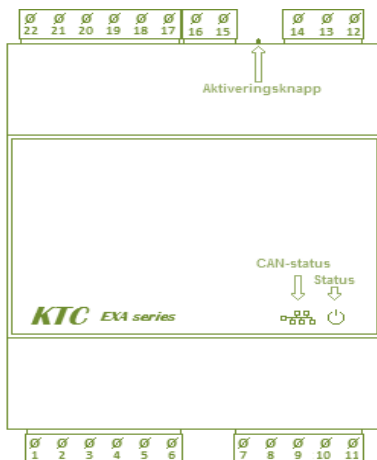 22 21 20 19 18 17 16 15 14 13 12
Aktiveringsknapp
CAN-status
Status
KTC EXA series
1 2 3 4 5 6 7 8 9 10 11